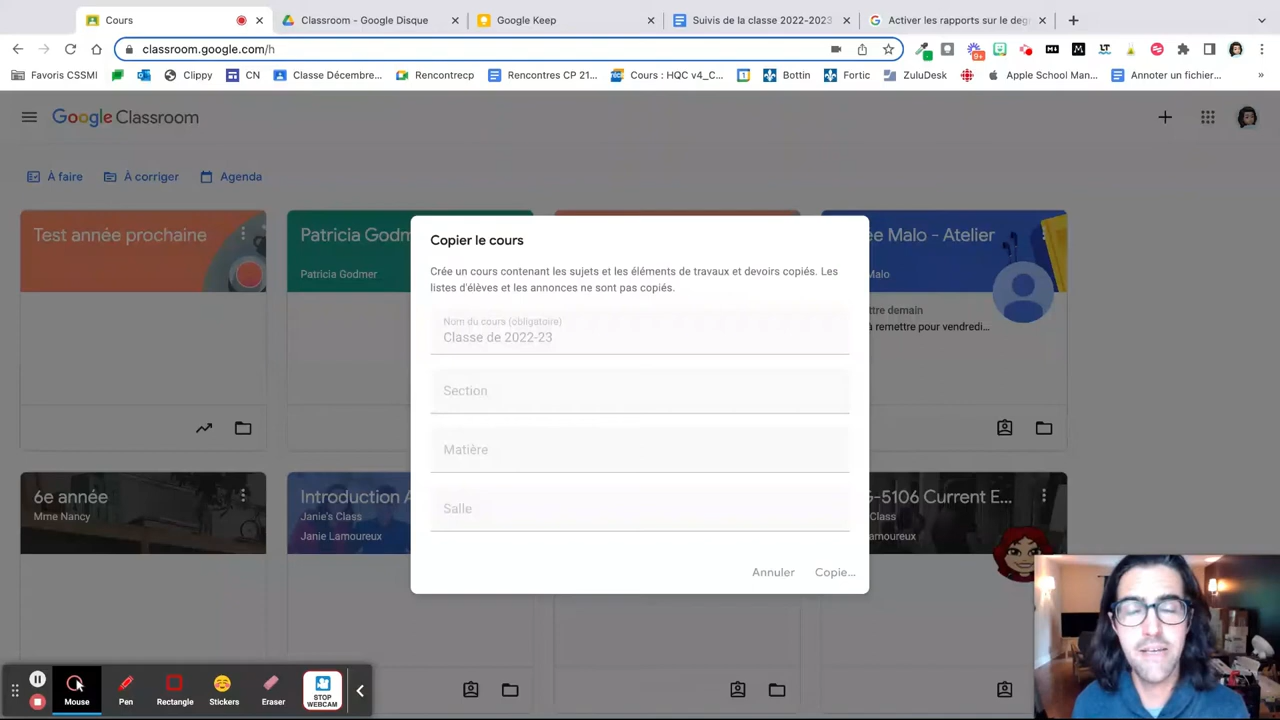 Cours
Classroom - Google Disque
Google Keep
Suivis de la classe 2022-2023
Activer les rapports sur le deg
classroom.google.com/h
9+
Favoris CSSMI
Clippy
CN
Classe Décembre...
Rencontrecp
Rencontres CP 21...
Cours : HQC v4_C...
Bottin
Fortic
ZuluDesk
Apple School Man...
Annoter un fichier...
»
Google Classroom
À faire
À corriger
Agenda
Test année prochaine
Patricia Godm
Patricia Godmer
ee Malo - Atelier
Malo
ttre demain
a remettre pour vendredi...
Copier le cours
Crée un cours contenant les sujets et les éléments de travaux et devoirs copiés. Les
listes d'élèves et les annonces ne sont pas copiés.
Nom du cours (obligatoire)
Classe de 2022-23
Section
Matière
Salle
Annuler
Copie...
6e année
Mme Nancy
Introduction A
Janie's Class
Janie Lamoureux
G-5106 Current E...
Class
amoureux
Mouse
Pen
Rectangle
Stickers
Eraser
STOP
WEBCAM